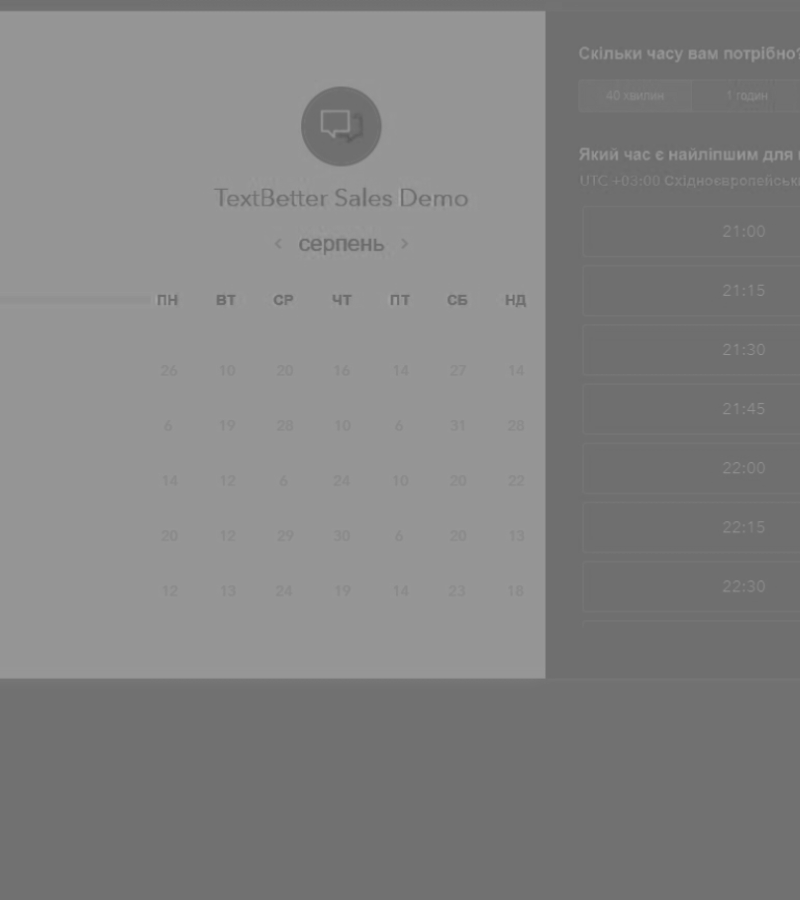 TextBetter Sales Demo
‹ серпень ›
ПН ВТ СР ЧТ ПТ СБ НД
26 10 20 16 14 27 14
6 19 28 10 6 31 28
14 12 6 24 10 20 22
20 12 29 30 6 20 13
12 13 24 19 14 23 18
Скільки часу вам потрібно?
40 хвилин 1 годин
Який час є найліпшим для
UTC +03:00 Східноєвропейськ
21:00
21:15
21:30
21:45
22:00
22:15
22:30